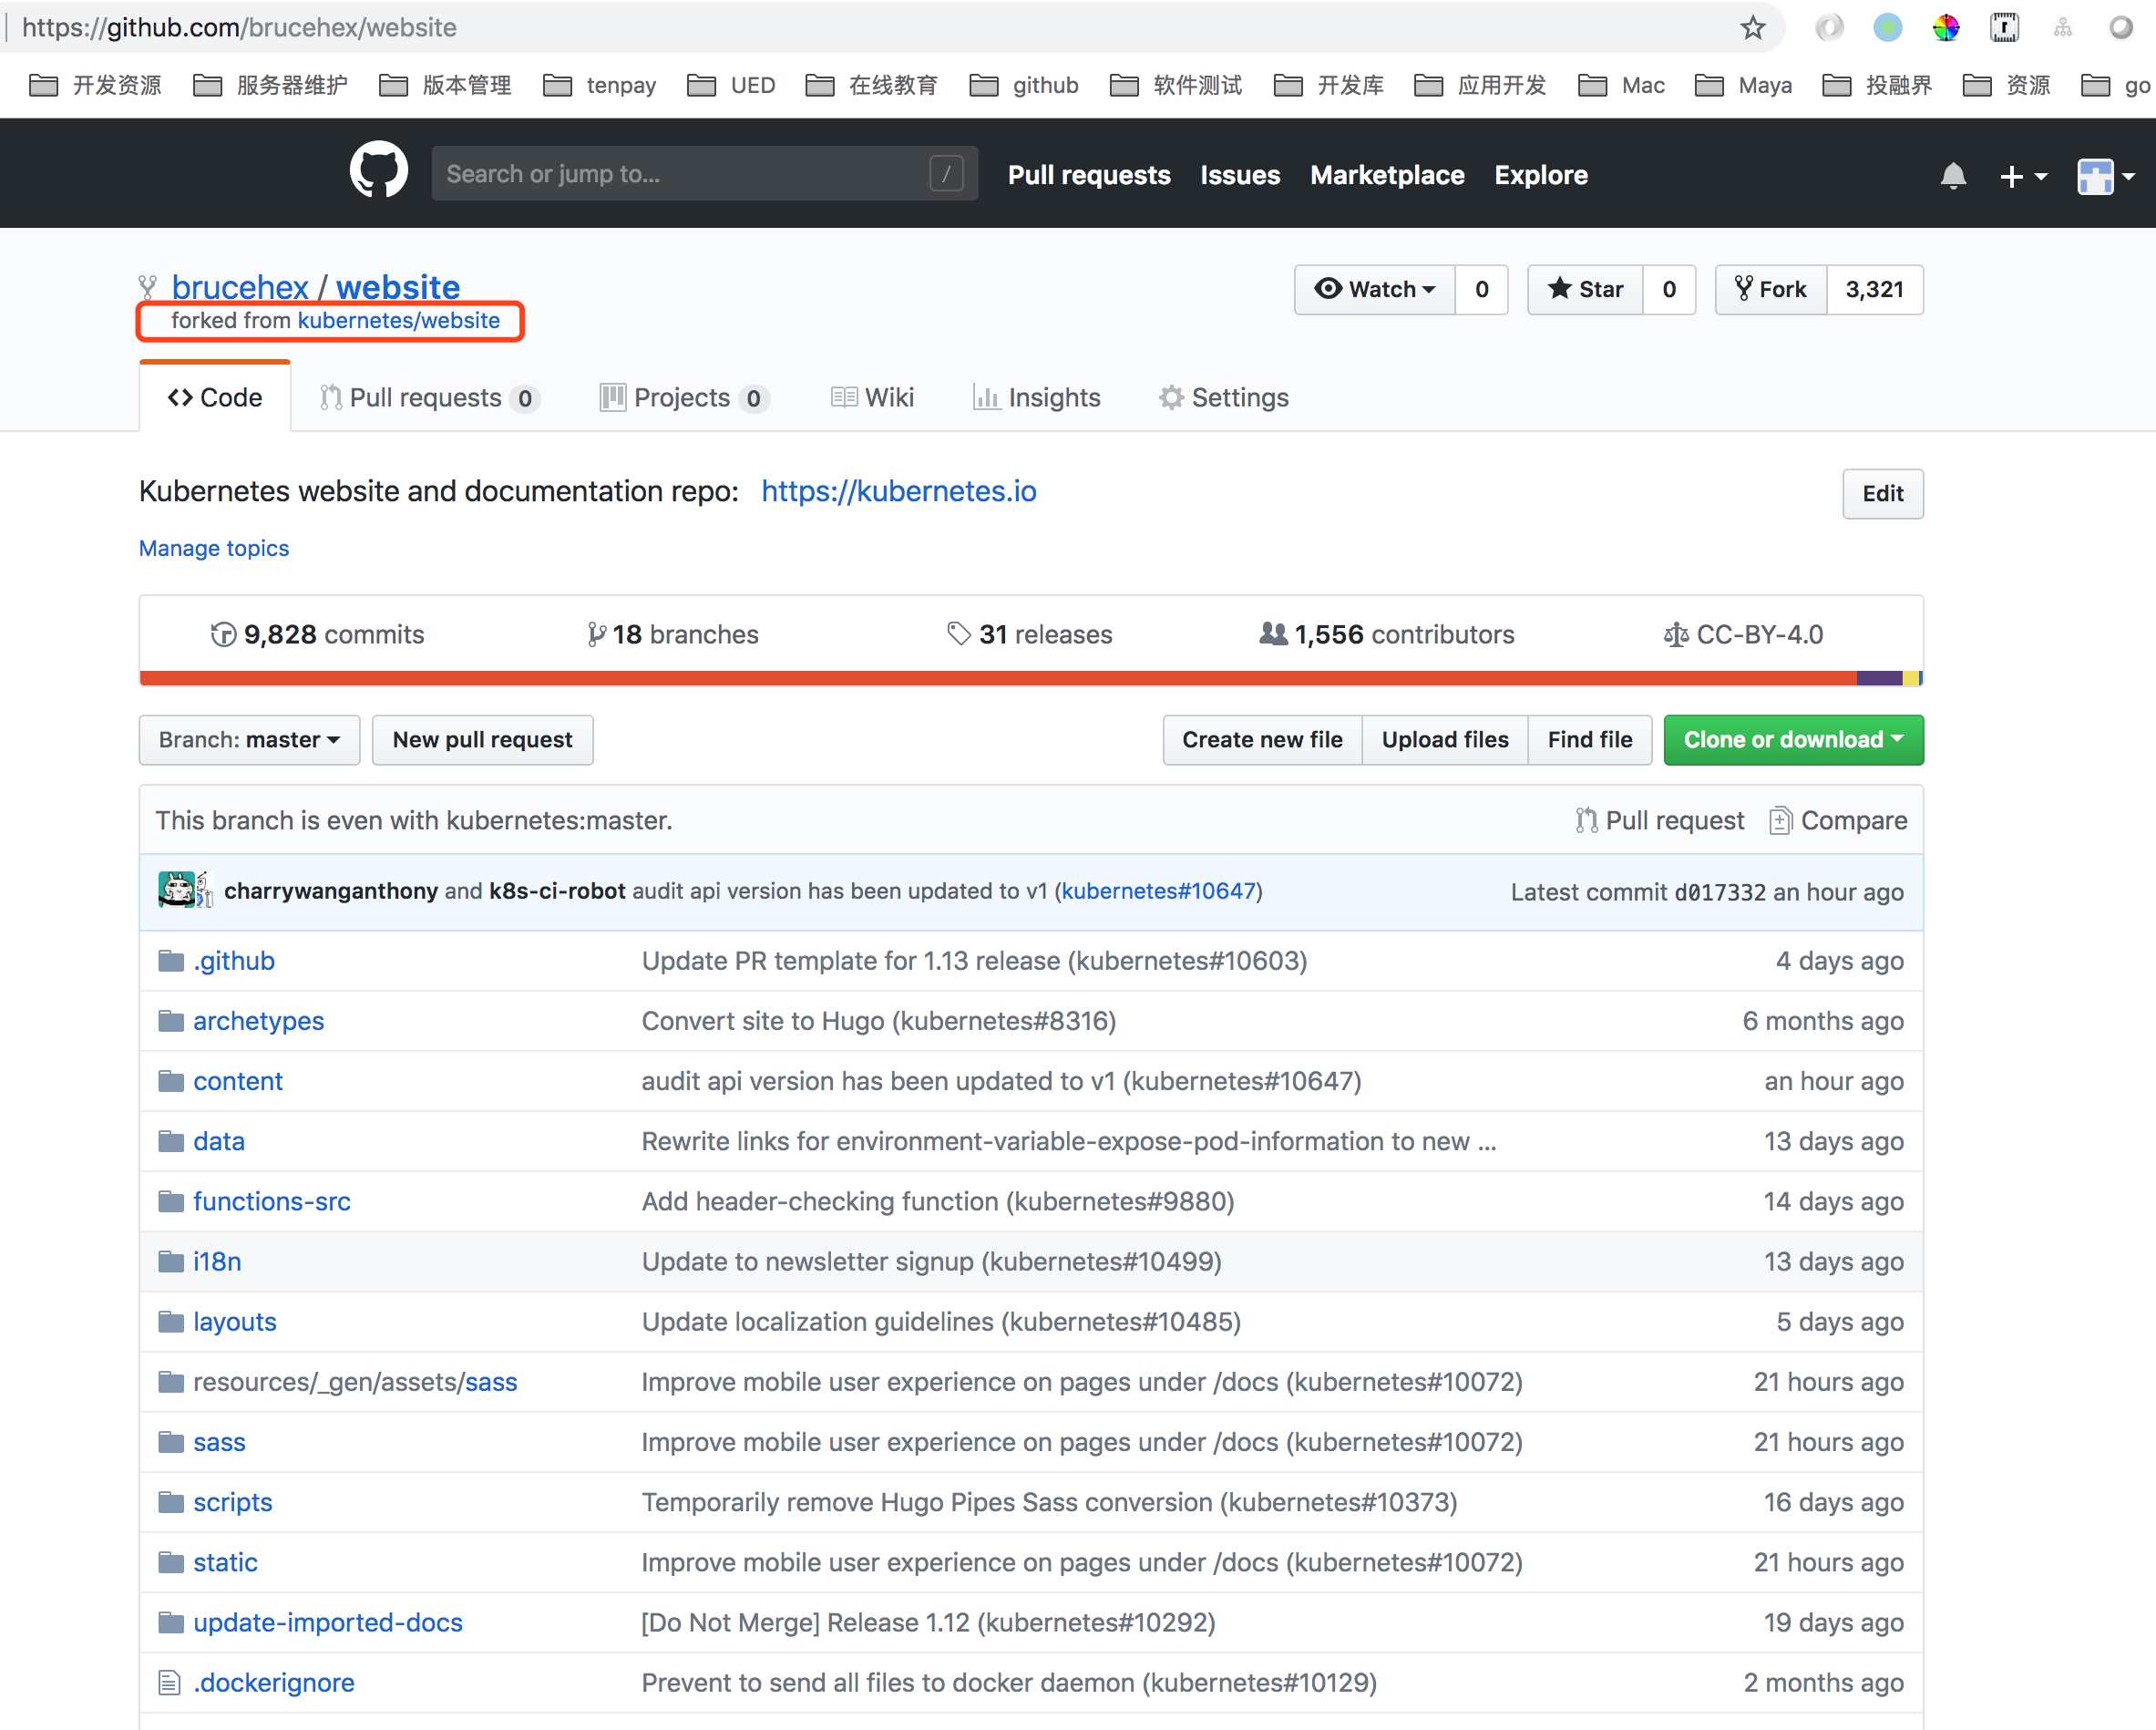 https://github.com/brucehex/website
开发资源 服务器维护 版本管理 tenpay UED 在线教育 github 软件测试 开发库 应用开发 Mac Maya 投融界 资源 go
Search or jump to... / Pull requests Issues Marketplace Explore
brucehex / website Watch 0 Star 0 Fork 3,321
forked from kubernetes/website
Code Pull requests 0 Projects 0 Wiki Insights Settings
Kubernetes website and documentation repo: https://kubernetes.io Edit
Manage topics
9,828 commits 18 branches 31 releases 1,556 contributors CC-BY-4.0
Branch: master New pull request Create new file Upload files Find file Clone or download
This branch is even with kubernetes:master. Pull request Compare
charrywanganthony and k8s-ci-robot audit api version has been updated to v1 (kubernetes#10647) Latest commit d017332 an hour ago
.github Update PR template for 1.13 release (kubernetes#10603) 4 days ago
archetypes Convert site to Hugo (kubernetes#8316) 6 months ago
content audit api version has been updated to v1 (kubernetes#10647) an hour ago
data Rewrite links for environment-variable-expose-pod-information to new ... 13 days ago
functions-src Add header-checking function (kubernetes#9880) 14 days ago
i18n Update to newsletter signup (kubernetes#10499) 13 days ago
layouts Update localization guidelines (kubernetes#10485) 5 days ago
resources/_gen/assets/sass Improve mobile user experience on pages under /docs (kubernetes#10072) 21 hours ago
sass Improve mobile user experience on pages under /docs (kubernetes#10072) 21 hours ago
scripts Temporarily remove Hugo Pipes Sass conversion (kubernetes#10373) 16 days ago
static Improve mobile user experience on pages under /docs (kubernetes#10072) 21 hours ago
update-imported-docs [Do Not Merge] Release 1.12 (kubernetes#10292) 19 days ago
.dockerignore Prevent to send all files to docker daemon (kubernetes#10129) 2 months ago